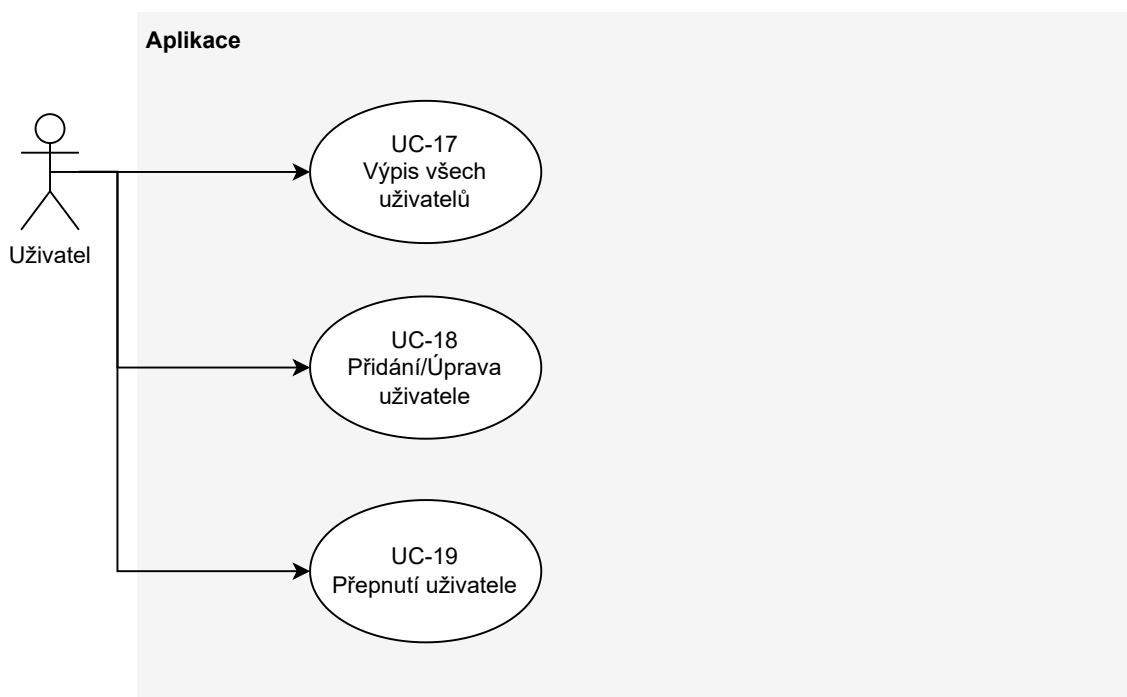 Aplikace
UC-17
Výpis všech
uživatelů
Uživatel
UC-18
Přidání/Úprava
uživatele
UC-19
Přepnutí uživatele